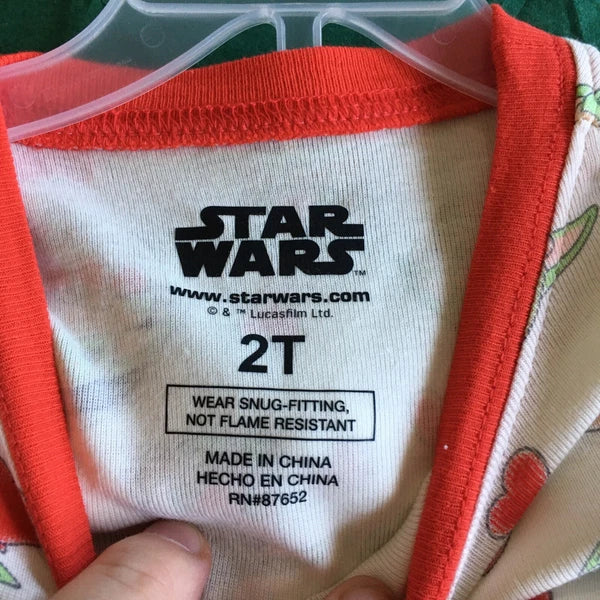 STAR
WARS™
www.starwars.com
© & ™ Lucasfilm Ltd.
2T
WEAR SNUG-FITTING,
NOT FLAME RESISTANT
MADE IN CHINA
HECHO EN CHINA
RN#87652